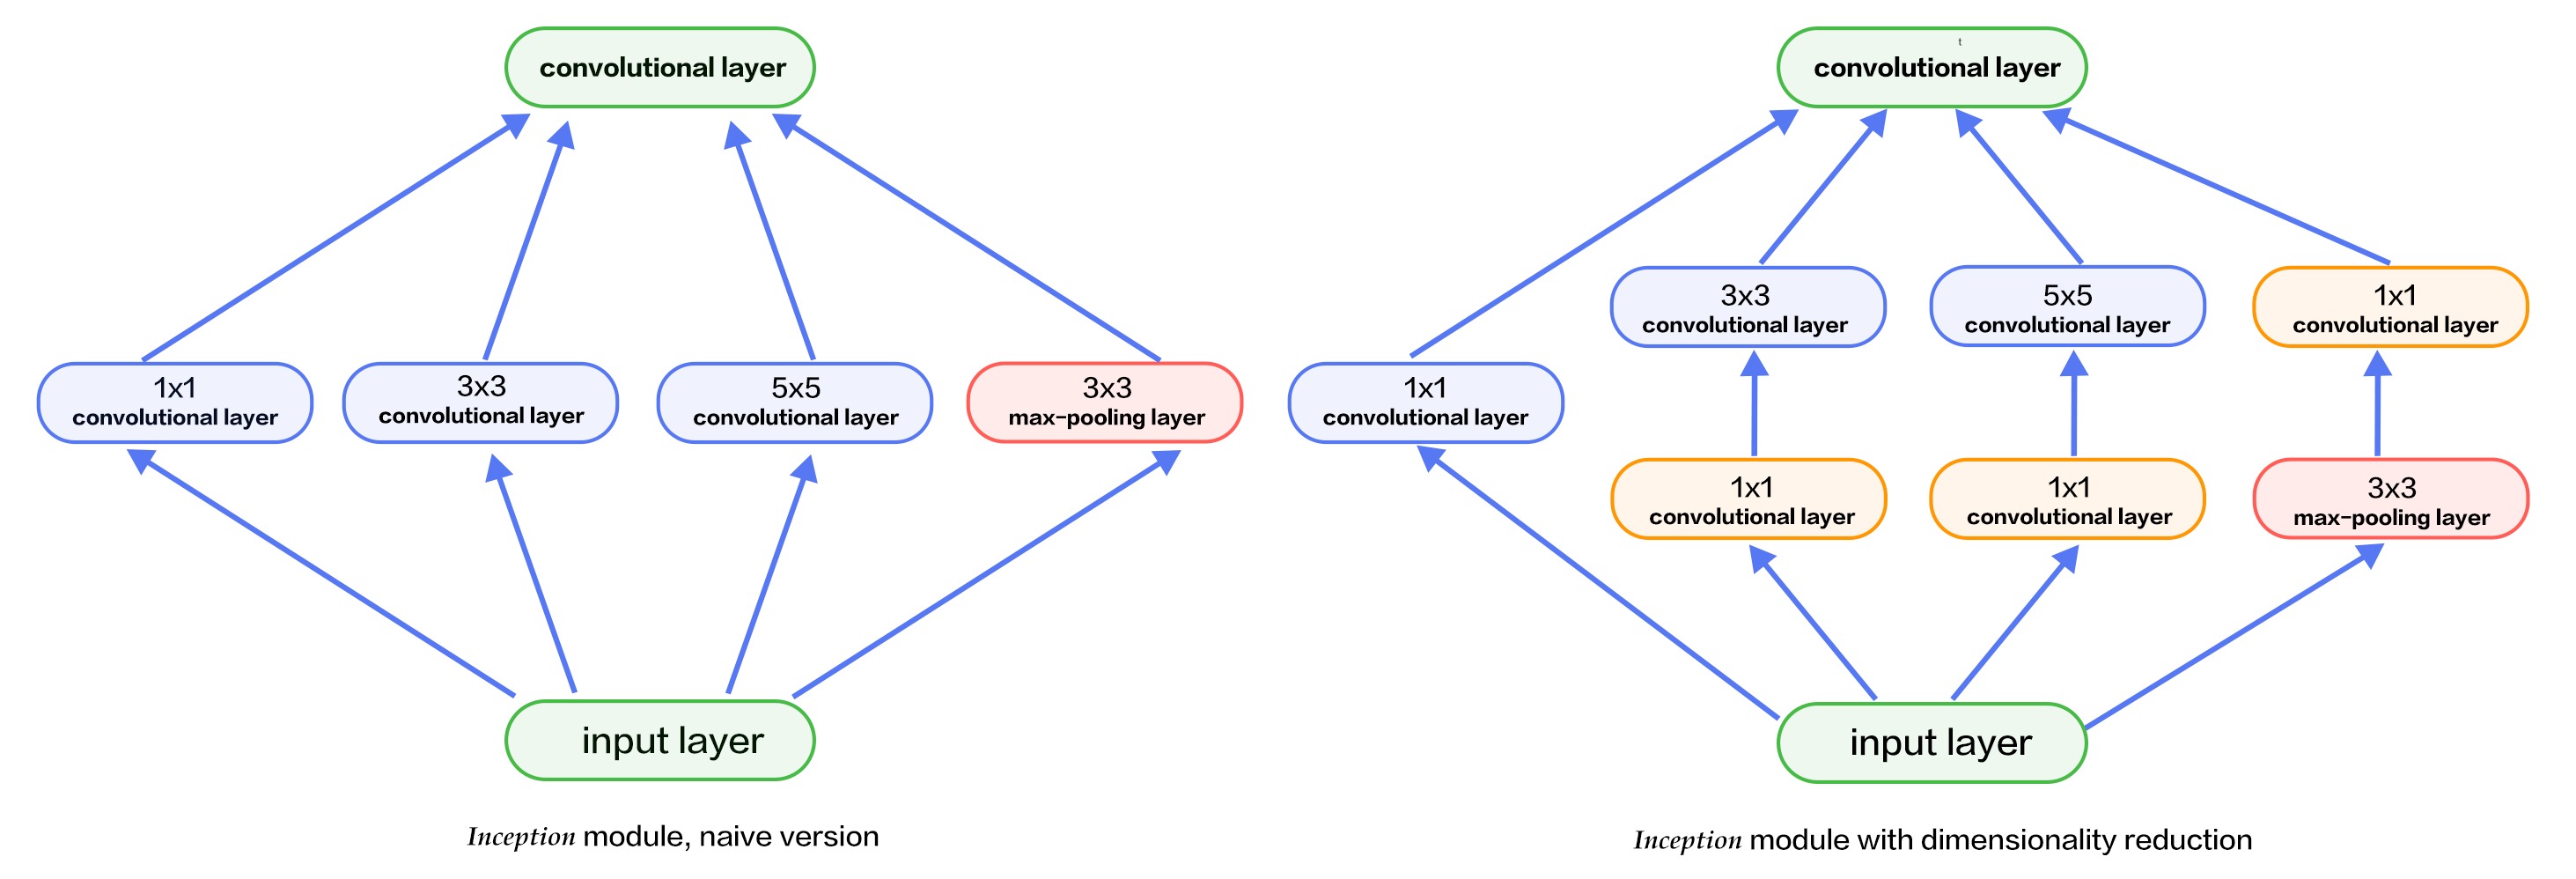 convolutional layer
1x1
convolutional layer
3x3
convolutional layer
5x5
convolutional layer
3x3
max-pooling layer
input layer
Inception module, naive version
t
convolutional layer
3x3
convolutional layer
5x5
convolutional layer
1x1
convolutional layer
1x1
convolutional layer
1x1
convolutional layer
1x1
convolutional layer
3x3
max-pooling layer
input layer
Inception module with dimensionality reduction